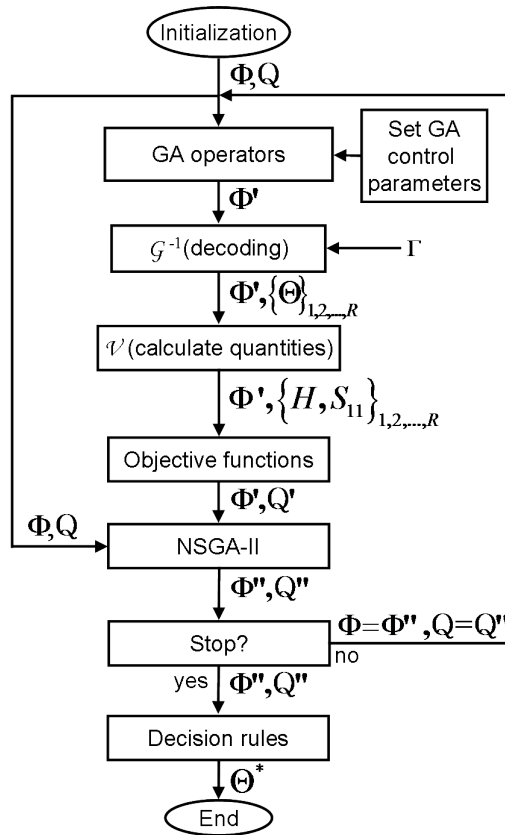 Initialization
Φ,Q
GA operators
Set GA
control
parameters
Φ'
𝒢⁻¹(decoding)
Γ
Φ',{Θ}₁,₂,...,R
𝒱(calculate quantities)
Φ',{H,S₁₁}₁,₂,...,R
Objective functions
Φ',Q'
Φ,Q
NSGA-II
Φ'',Q''
Φ=Φ'',Q=Q''
Stop?
no
yes
Φ'',Q''
Decision rules
Θ*
End